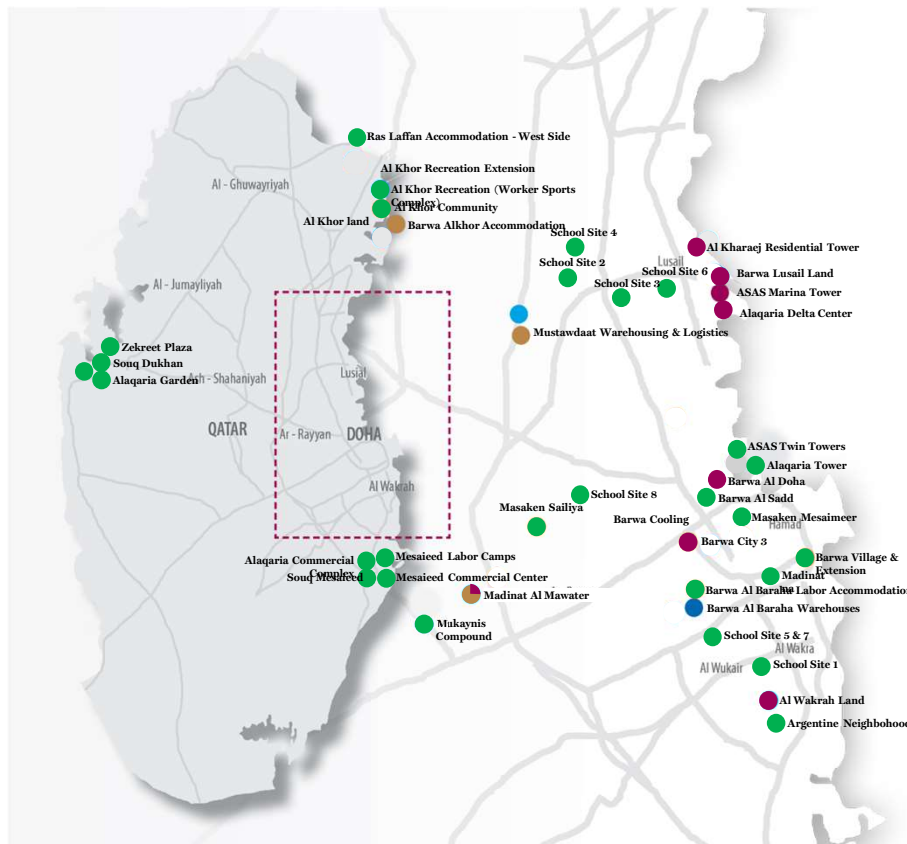 Ras Laffan Accommodation - West Side
Al Khor Recreation Extension
Al - Ghuwayriyah
Al Khor Recreation (Worker Sports
Complex)
Al Khor Community
Al Khor land
Barwa Alkhor Accommodation
School Site 4
Al Kharaej Residential Tower
School Site 2
Lusail
School Site 6
Barwa Lusail Land
School Site 3
Al - Jumayliyah
ASAS Marina Tower
Alaqaria Delta Center
Mustawdaat Warehousing & Logistics
Zekreet Plaza
Souq Dukhan
Ash - Shahaniyah
Alaqaria Garden
Lusial
QATAR
Ar - Rayyan
DOHA
ASAS Twin Towers
Alaqaria Tower
Barwa Al Doha
Al Wakrah
School Site 8
Barwa Al Sadd
Masaken Sailiya
Barwa Cooling
Masaken Mesaimeer
Hamad
Barwa City 3
Alaqaria Commercial
Complex
Mesaieed Labor Camps
Barwa Village &
Extension
Souq Mesaieed
Mesaieed Commercial Center
Madinat
Barwa Al Baraha Labor Accommodation
Madinat Al Mawater
Barwa Al Baraha Warehouses
Mukaynis
Compound
School Site 5 & 7
Al Wakra
Al Wukair
School Site 1
Al Wakrah Land
Argentine Neighbohood